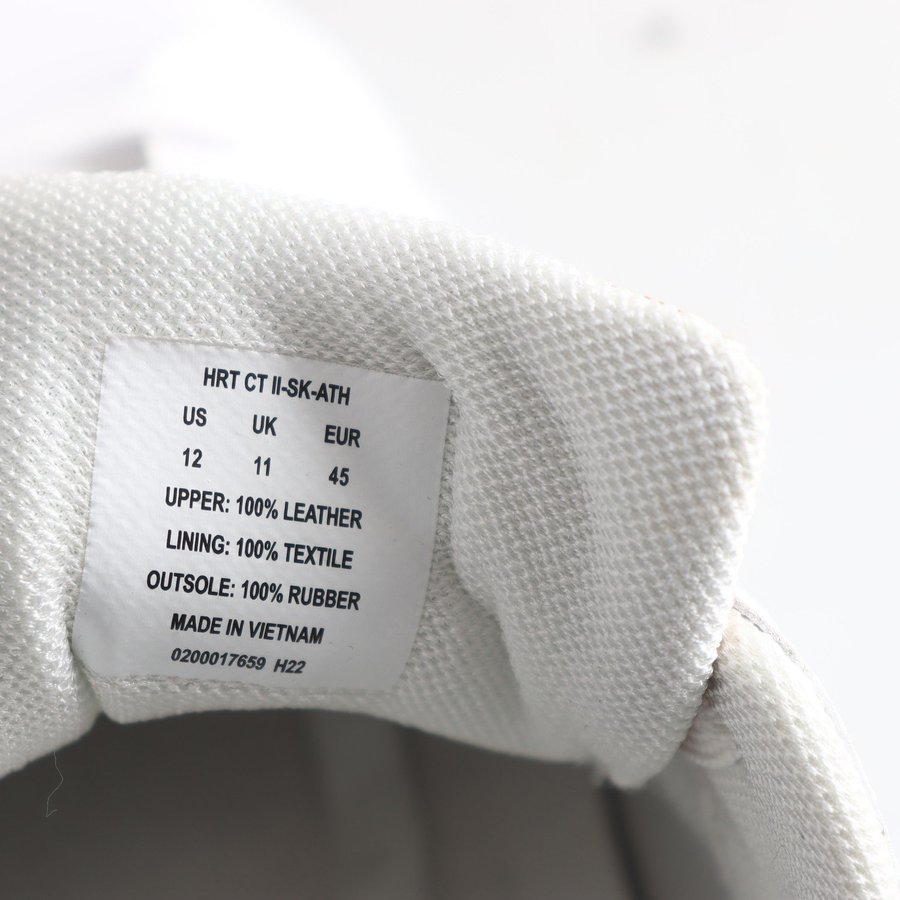 HRT CT II-SK-ATH
US UK EUR
12 11 45
UPPER: 100% LEATHER
LINING: 100% TEXTILE
OUTSOLE: 100% RUBBER
MADE IN VIETNAM
0200017659 H22